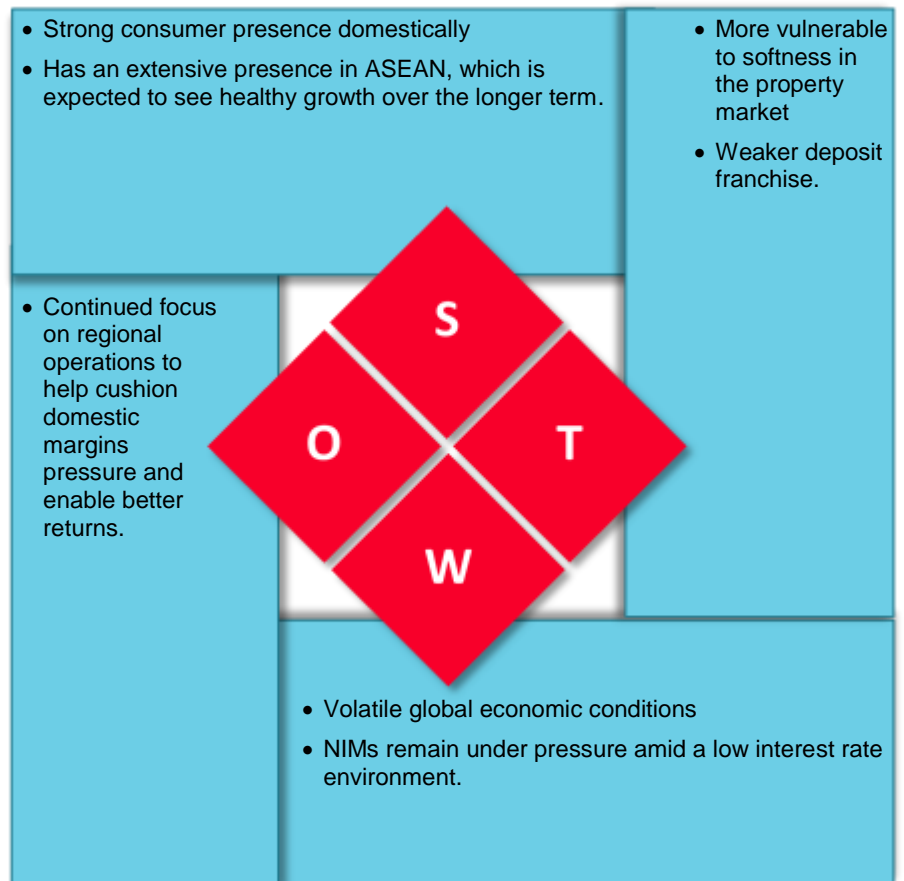 • Strong consumer presence domestically
• Has an extensive presence in ASEAN, which is
expected to see healthy growth over the longer term.
• More vulnerable
to softness in
the property
market
• Weaker deposit
franchise.
• Continued focus
on regional
operations to
help cushion
domestic
margins
pressure and
enable better
returns.
S
O
T
W
• Volatile global economic conditions
• NIMs remain under pressure amid a low interest rate
environment.